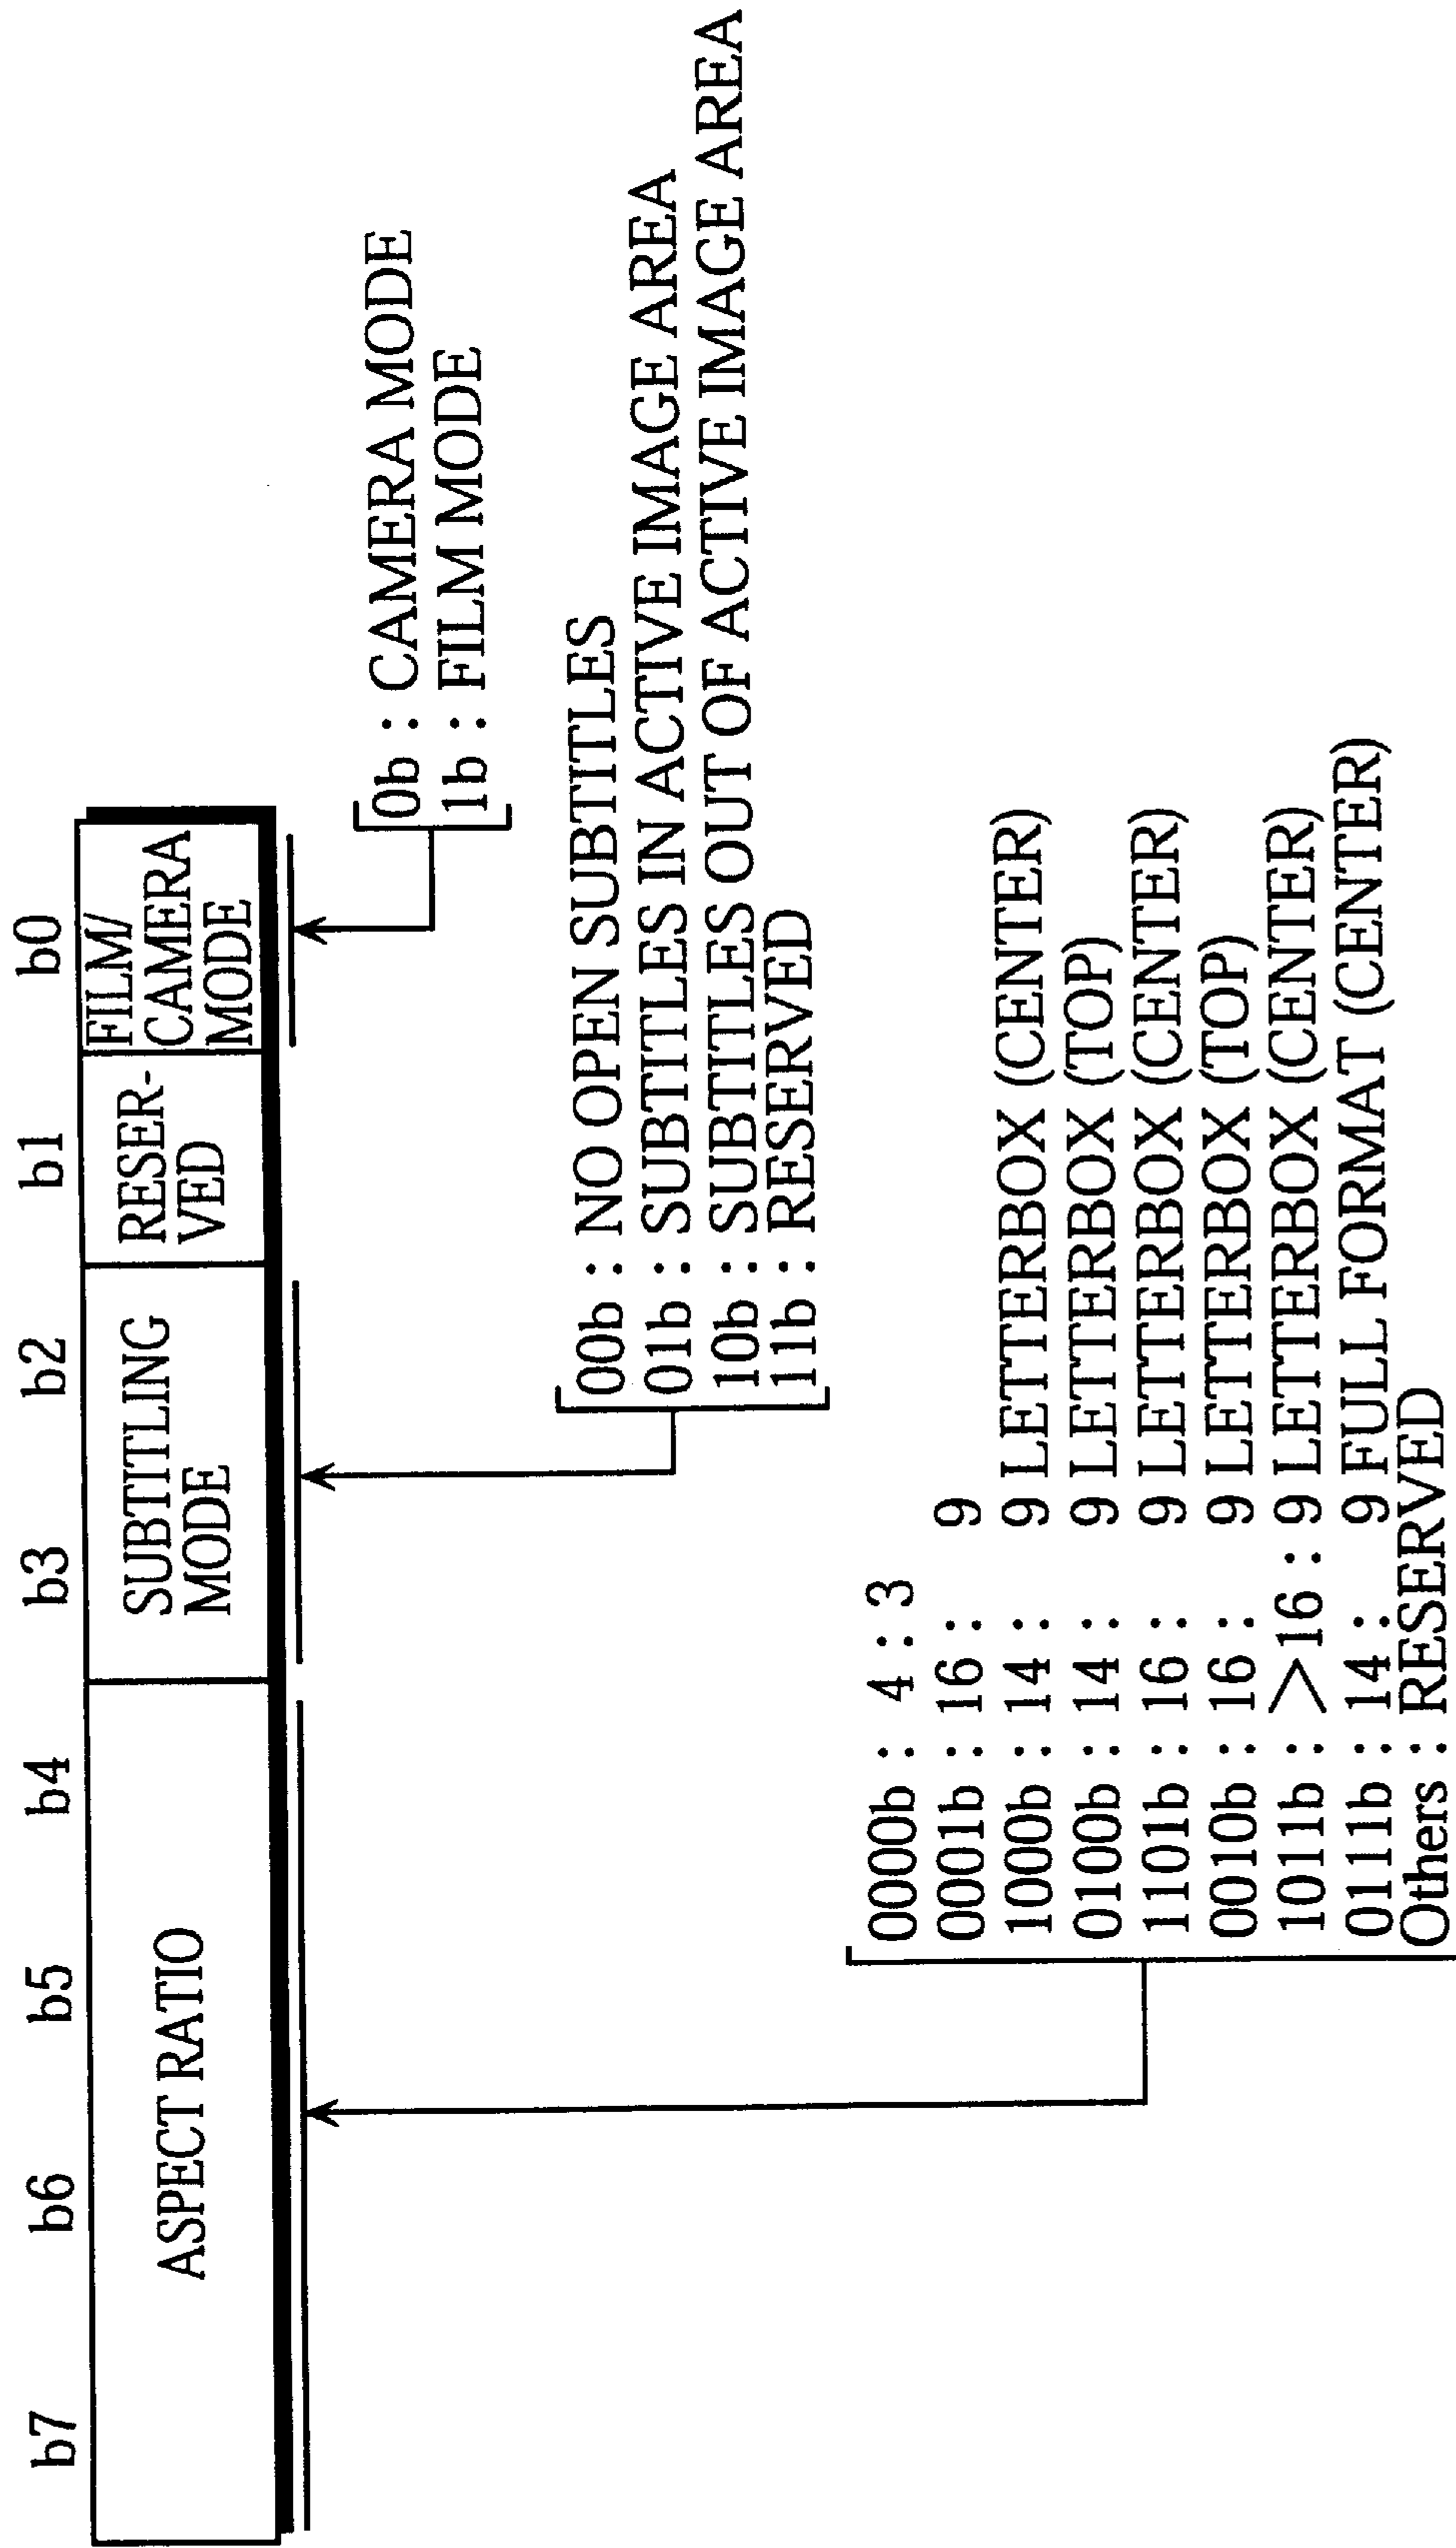 b7 b6 b5 b4 b3 b2 b1 b0
ASPECT RATIO
SUBTITLING
MODE
RESER-
VED
FILM/
CAMERA
MODE
0b : CAMERA MODE
1b : FILM MODE
00b : NO OPEN SUBTITLES
01b : SUBTITLES IN ACTIVE IMAGE AREA
10b : SUBTITLES OUT OF ACTIVE IMAGE AREA
11b : RESERVED
0000b : 4 : 3
0001b : 16 : 9
1000b : 14 : 9 LETTERBOX (CENTER)
0100b : 14 : 9 LETTERBOX (TOP)
1101b : 16 : 9 LETTERBOX (CENTER)
0010b : 16 : 9 LETTERBOX (TOP)
1011b : >16 : 9 LETTERBOX (CENTER)
0111b : 14 : 9 FULL FORMAT (CENTER)
Others : RESERVED